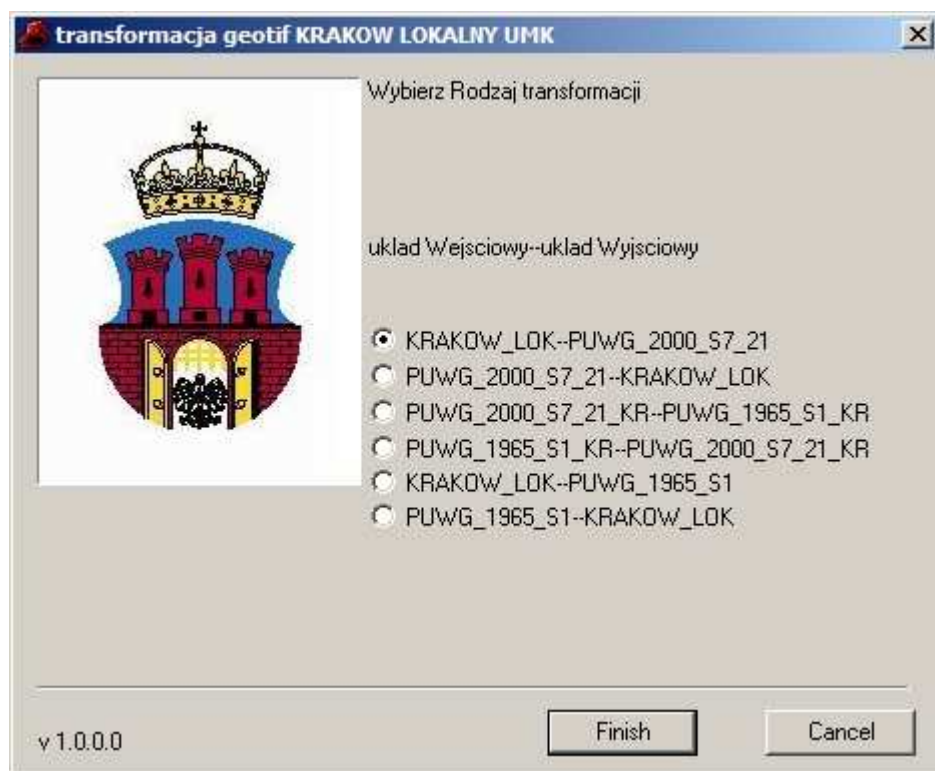 transformacja geotif KRAKOW LOKALNY UMK
Wybierz Rodzaj transformacji
uklad Wejsciowy--uklad Wyjsciowy
KRAKOW_LOK--PUWG_2000_S7_21
PUWG_2000_S7_21--KRAKOW_LOK
PUWG_2000_S7_21_KR--PUWG_1965_S1_KR
PUWG_1965_S1_KR--PUWG_2000_S7_21_KR
KRAKOW_LOK--PUWG_1965_S1
PUWG_1965_S1--KRAKOW_LOK
v 1.0.0.0
Finish
Cancel